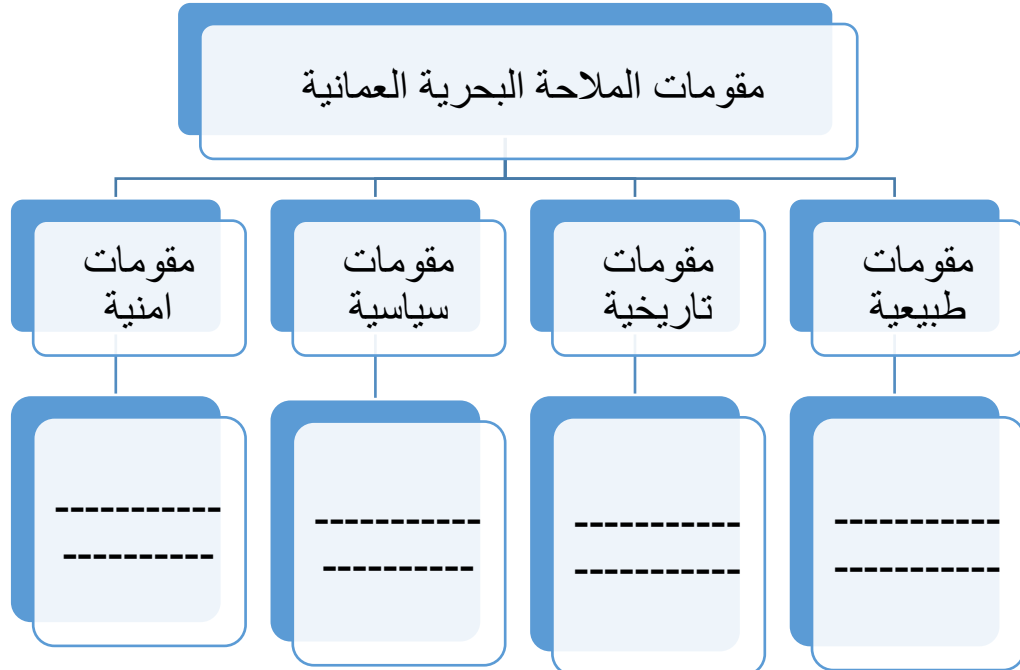 مقومات الملاحة البحرية العمانية
مقومات
طبيعية
مقومات
تاريخية
مقومات
سياسية
مقومات
امنية
-----------
-----------
-----------
-----------
-----------
----------
-----------
----------